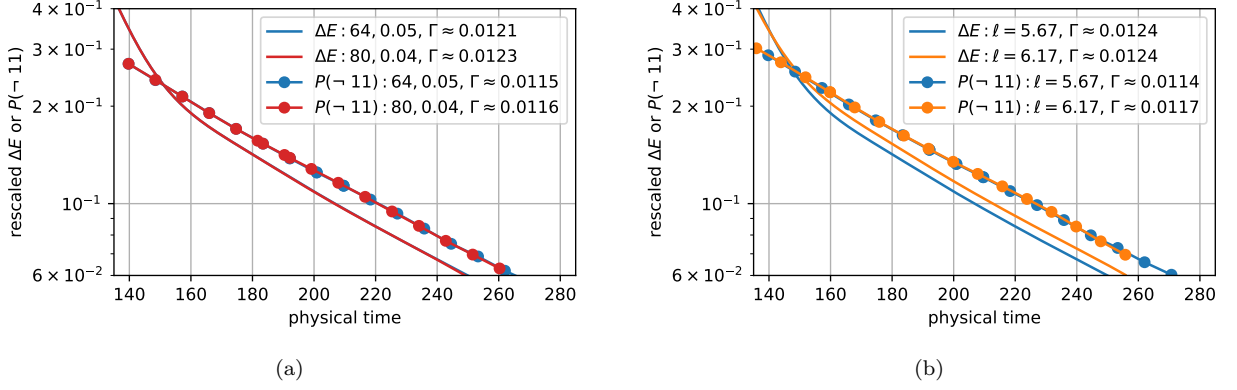 rescaled ΔE or P(¬ 11)
4 × 10⁻¹
3 × 10⁻¹
2 × 10⁻¹
10⁻¹
6 × 10⁻²
ΔE : 64, 0.05, Γ ≈ 0.0121
ΔE : 80, 0.04, Γ ≈ 0.0123
P(¬ 11) : 64, 0.05, Γ ≈ 0.0115
P(¬ 11) : 80, 0.04, Γ ≈ 0.0116
140 160 180 200 220 240 260 280
physical time
(a)
rescaled ΔE or P(¬ 11)
4 × 10⁻¹
3 × 10⁻¹
2 × 10⁻¹
10⁻¹
6 × 10⁻²
ΔE : ℓ = 5.67, Γ ≈ 0.0124
ΔE : ℓ = 6.17, Γ ≈ 0.0124
P(¬ 11) : ℓ = 5.67, Γ ≈ 0.0114
P(¬ 11) : ℓ = 6.17, Γ ≈ 0.0117
140 160 180 200 220 240 260 280
physical time
(b)